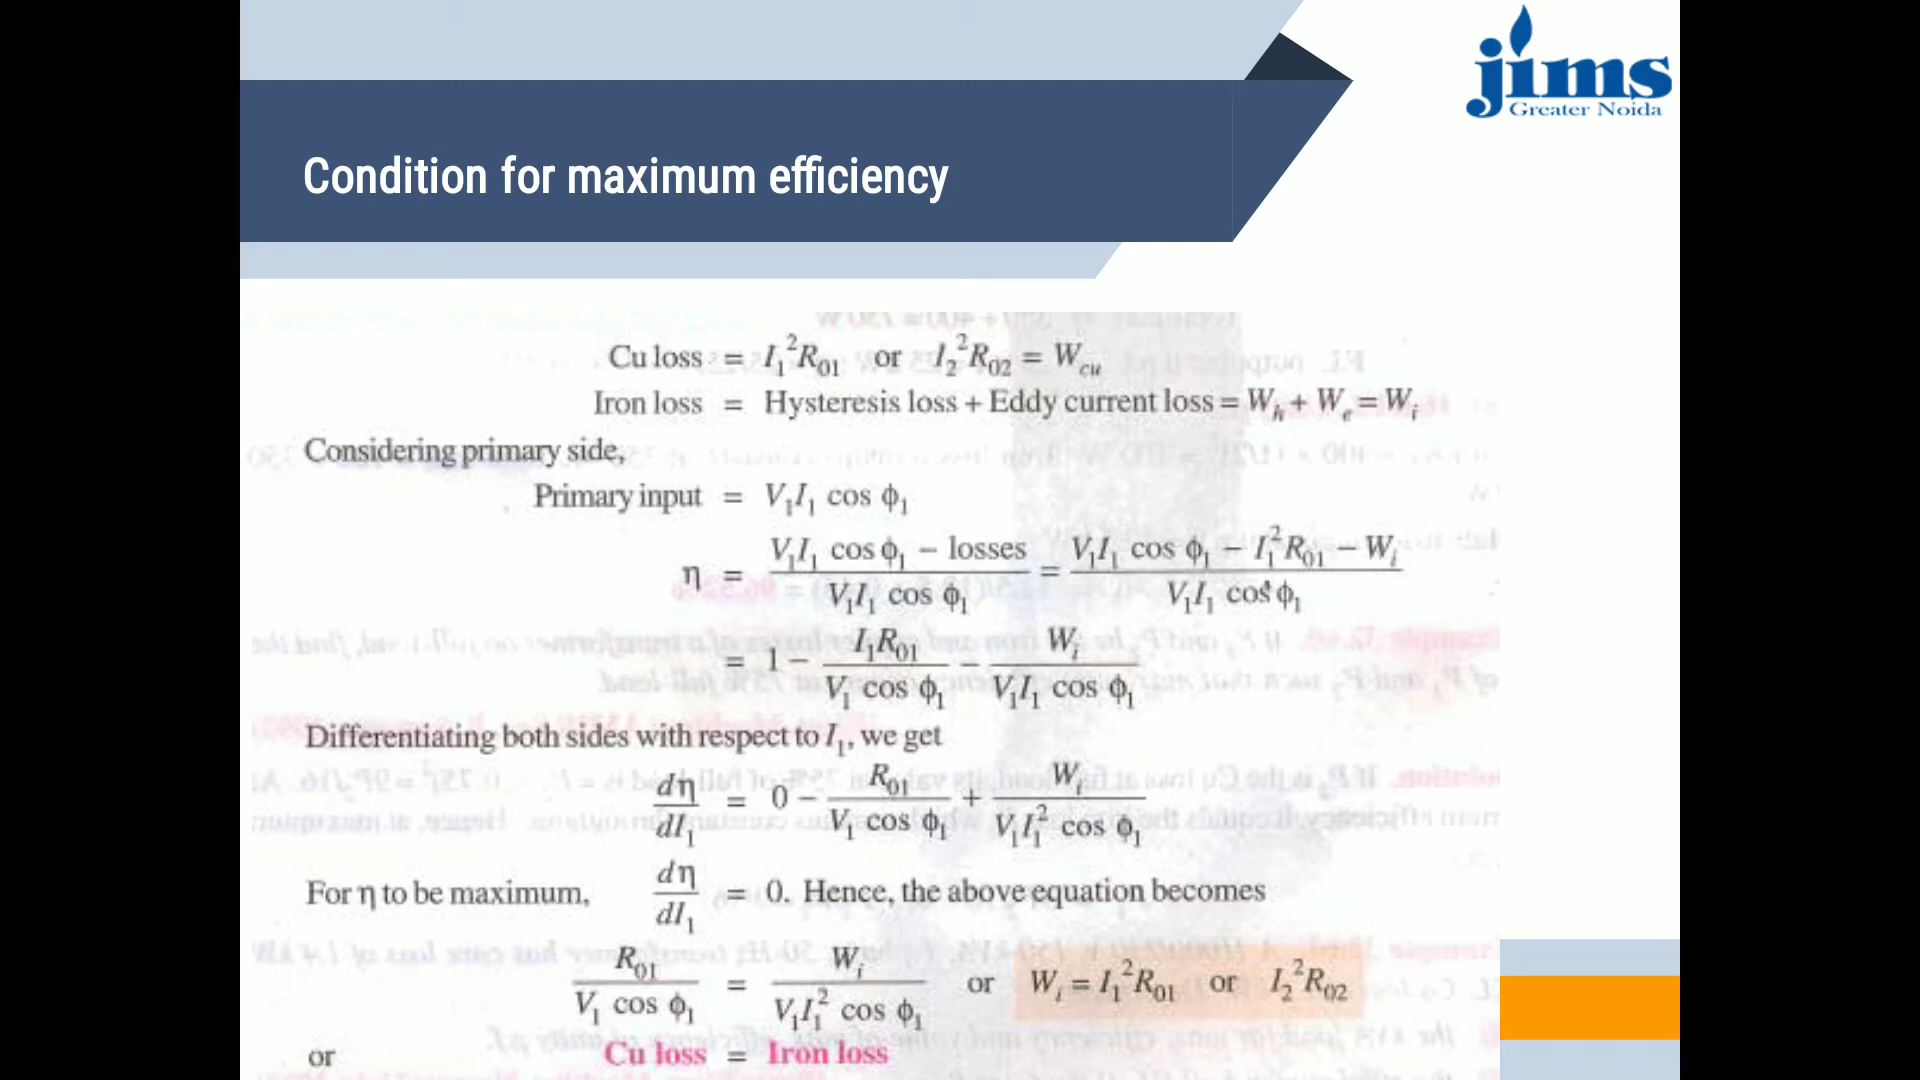 jims
Greater Noida
Condition for maximum efficiency
Cu loss = I₁²R₀₁ or I₂²R₀₂ = W_cu
Iron loss = Hysteresis loss + Eddy current loss = W_h + W_e = W_i
Considering primary side,
Primary input = V₁I₁ cos ϕ₁
η = (V₁I₁ cos ϕ₁ – losses) / (V₁I₁ cos ϕ₁) = (V₁I₁ cos ϕ₁ – I₁²R₀₁ – W_i) / (V₁I₁ cos ϕ₁)
= 1 – I₁R₀₁ / (V₁ cos ϕ₁) – W_i / (V₁I₁ cos ϕ₁)
Differentiating both sides with respect to I₁, we get
dη/dI₁ = 0 – R₀₁ / (V₁ cos ϕ₁) + W_i / (V₁I₁² cos ϕ₁)
For η to be maximum, dη/dI₁ = 0. Hence, the above equation becomes
R₀₁ / (V₁ cos ϕ₁) = W_i / (V₁I₁² cos ϕ₁) or W_i = I₁²R₀₁ or I₂²R₀₂
or Cu loss = Iron loss